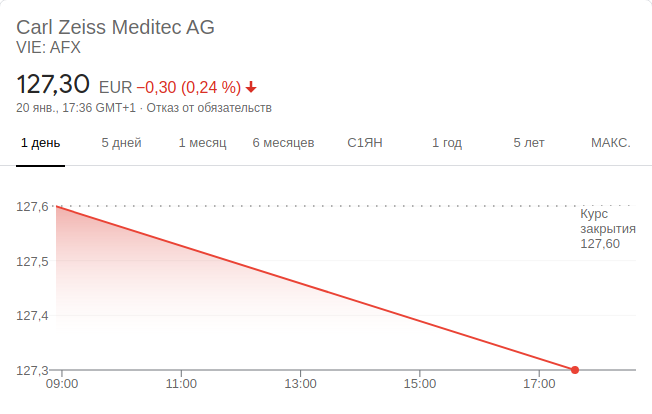 Carl Zeiss Meditec AG
VIE: AFX
127,30 EUR −0,30 (0,24 %)
20 янв., 17:36 GMT+1 · Отказ от обязательств
1 день 5 дней 1 месяц 6 месяцев С1ЯН 1 год 5 лет МАКС.
127,6
Курс
закрытия
127,60
127,5
127,4
127,3
09:00 11:00 13:00 15:00 17:00